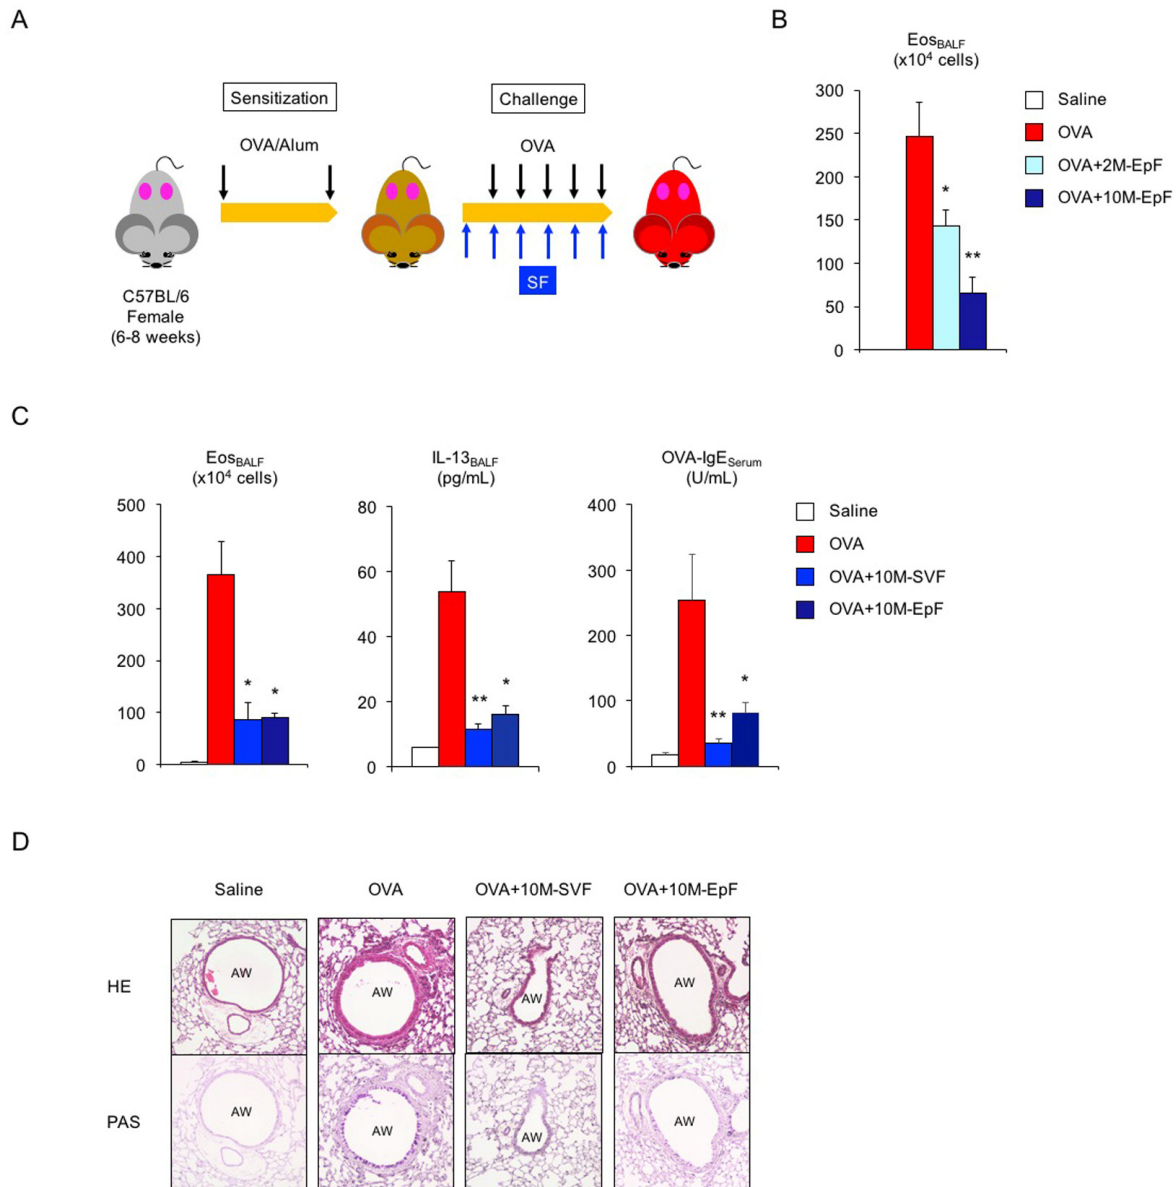 A
Sensitization
Challenge
OVA/Alum
OVA
SF
C57BL/6
Female
(6-8 weeks)
B
Eos_BALF
(x10⁴ cells)
300
250
200
150
100
50
0
*
**
Saline
OVA
OVA+2M-EpF
OVA+10M-EpF
C
Eos_BALF
(x10⁴ cells)
500
400
300
200
100
0
*
*
IL-13_BALF
(pg/mL)
80
60
40
20
0
**
*
OVA-IgE_Serum
(U/mL)
400
300
200
100
0
**
*
Saline
OVA
OVA+10M-SVF
OVA+10M-EpF
D
Saline OVA OVA+10M-SVF OVA+10M-EpF
HE
AW AW AW AW
PAS
AW AW AW AW